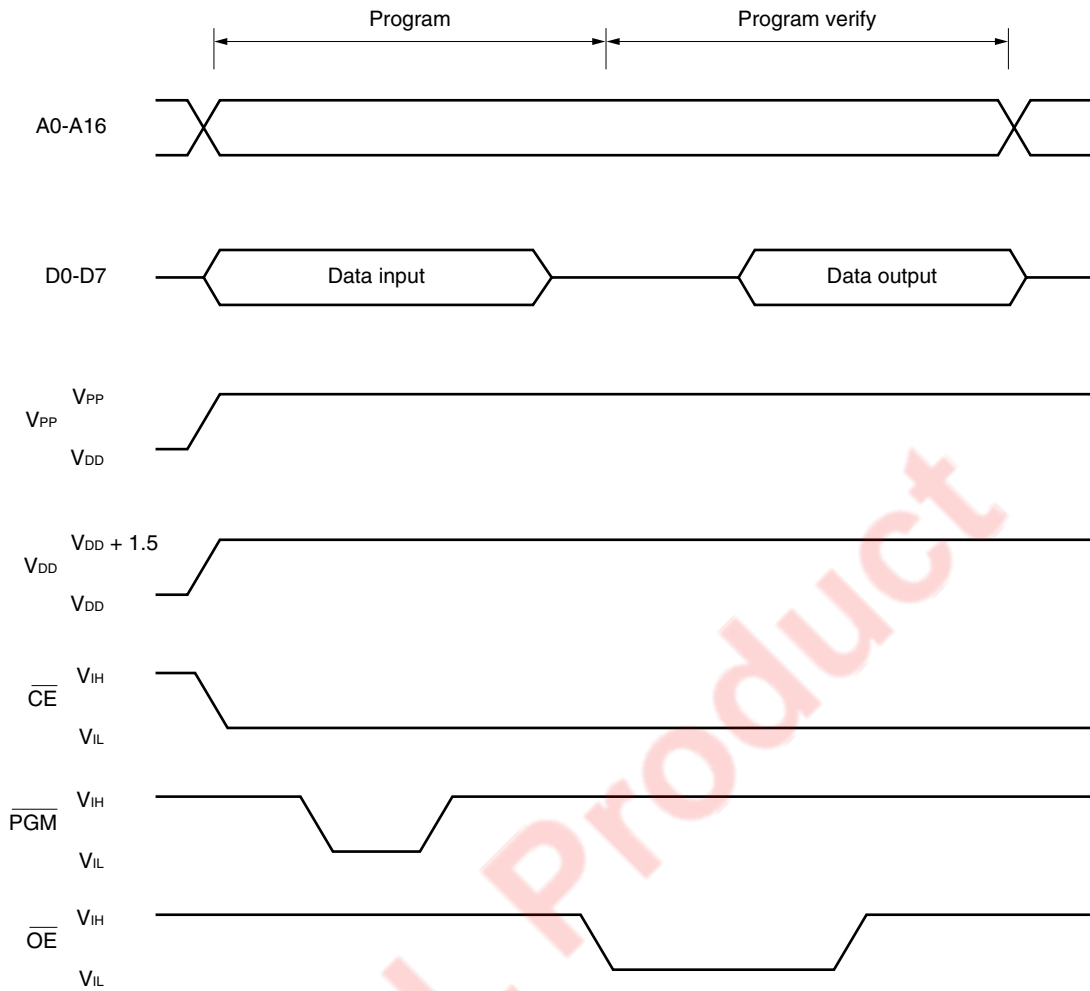 Program Program verify
A0-A16
D0-D7 Data input Data output
VPP
VPP
VDD
VDD + 1.5
VDD
VDD
VIH
CE
VIL
VIH
PGM
VIL
VIH
OE
VIL
Product